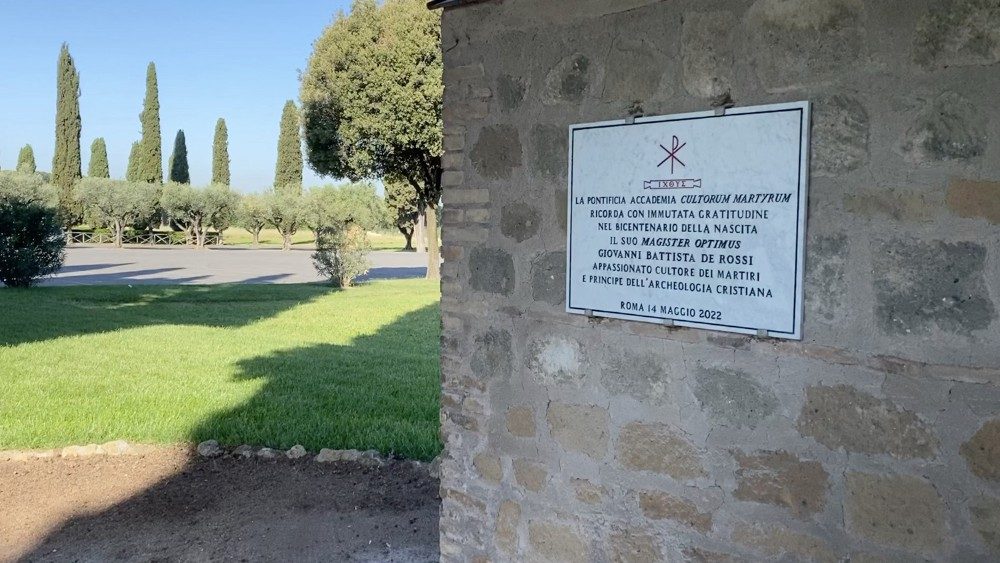 ΙΧΘΥΣ
LA PONTIFICIA ACCADEMIA CULTORUM MARTYRUM
RICORDA CON IMMUTATA GRATITUDINE
NEL BICENTENARIO DELLA NASCITA
IL SUO MAGISTER OPTIMUS
GIOVANNI BATTISTA DE ROSSI
APPASSIONATO CULTORE DEI MARTIRI
E PRINCIPE DELL'ARCHEOLOGIA CRISTIANA
ROMA 14 MAGGIO 2022